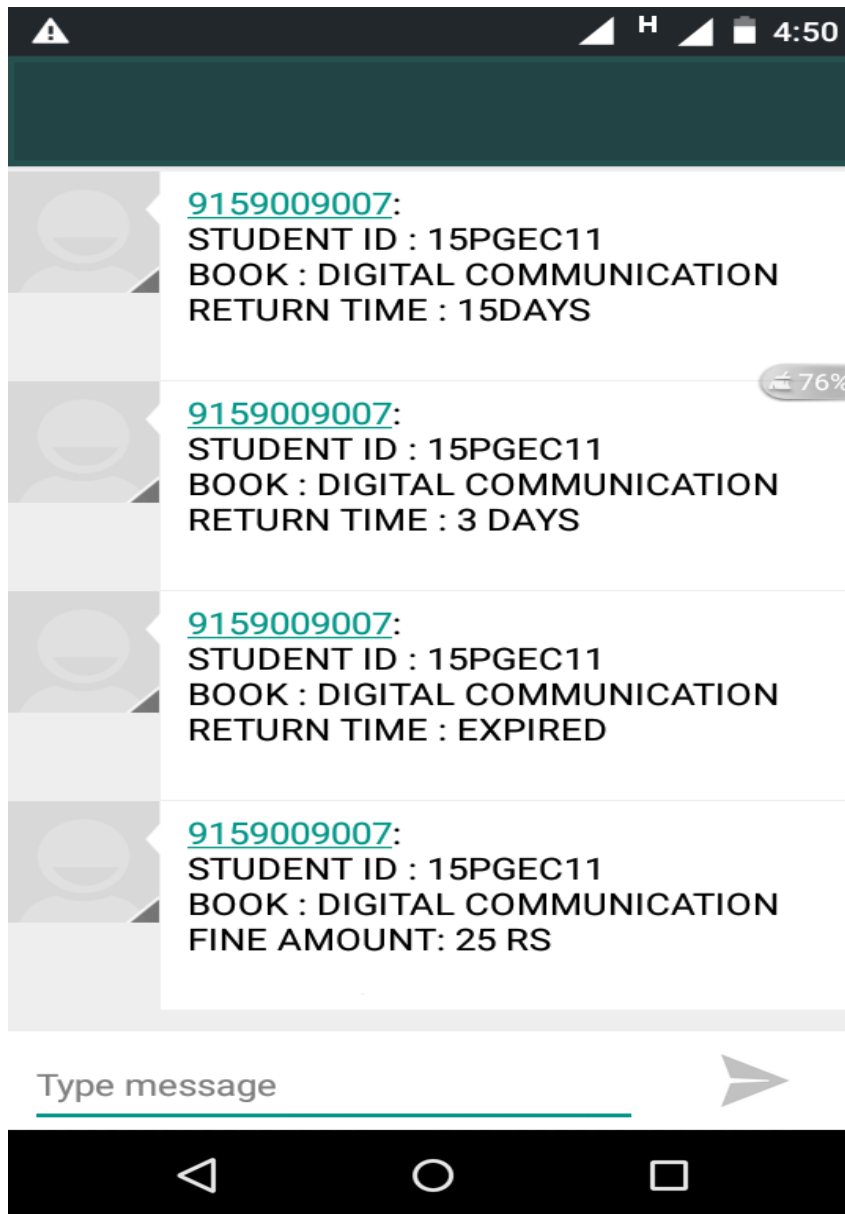 H 4:50
9159009007:
STUDENT ID : 15PGEC11
BOOK : DIGITAL COMMUNICATION
RETURN TIME : 15DAYS
76%
9159009007:
STUDENT ID : 15PGEC11
BOOK : DIGITAL COMMUNICATION
RETURN TIME : 3 DAYS
9159009007:
STUDENT ID : 15PGEC11
BOOK : DIGITAL COMMUNICATION
RETURN TIME : EXPIRED
9159009007:
STUDENT ID : 15PGEC11
BOOK : DIGITAL COMMUNICATION
FINE AMOUNT: 25 RS
Type message